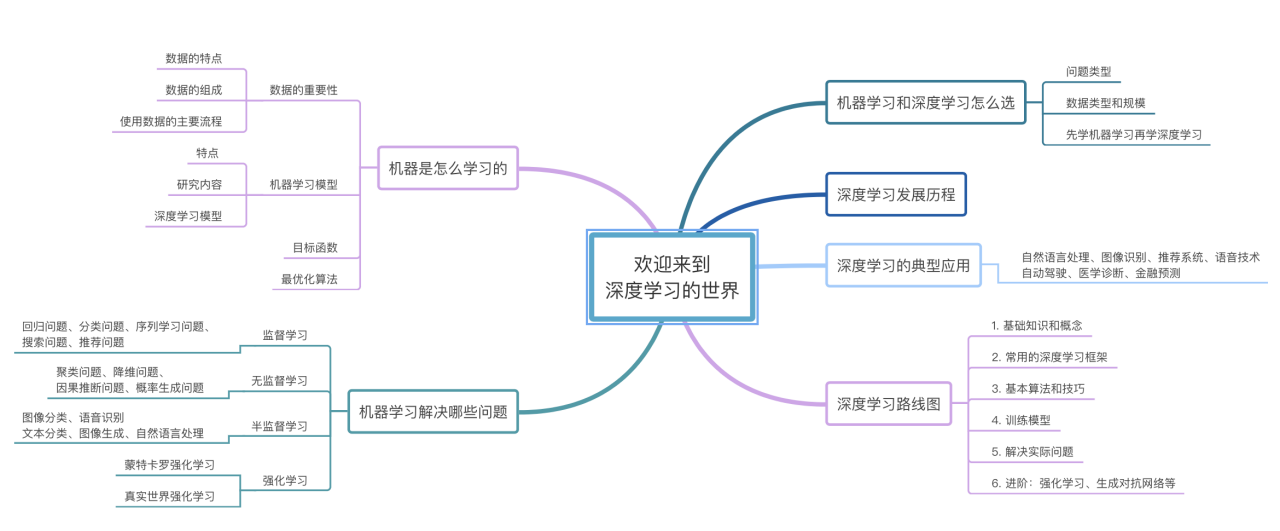 欢迎来到
深度学习的世界
机器学习和深度学习怎么选
问题类型
数据类型和规模
先学机器学习再学深度学习
深度学习发展历程
深度学习的典型应用
自然语言处理、图像识别、推荐系统、语音技术
自动驾驶、医学诊断、金融预测
深度学习路线图
1. 基础知识和概念
2. 常用的深度学习框架
3. 基本算法和技巧
4. 训练模型
5. 解决实际问题
6. 进阶：强化学习、生成对抗网络等
机器是怎么学习的
数据的重要性
数据的特点
数据的组成
使用数据的主要流程
机器学习模型
特点
研究内容
深度学习模型
目标函数
最优化算法
机器学习解决哪些问题
监督学习
回归问题、分类问题、序列学习问题、
搜索问题、推荐问题
无监督学习
聚类问题、降维问题、
因果推断问题、概率生成问题
半监督学习
图像分类、语音识别
文本分类、图像生成、自然语言处理
强化学习
蒙特卡罗强化学习
真实世界强化学习